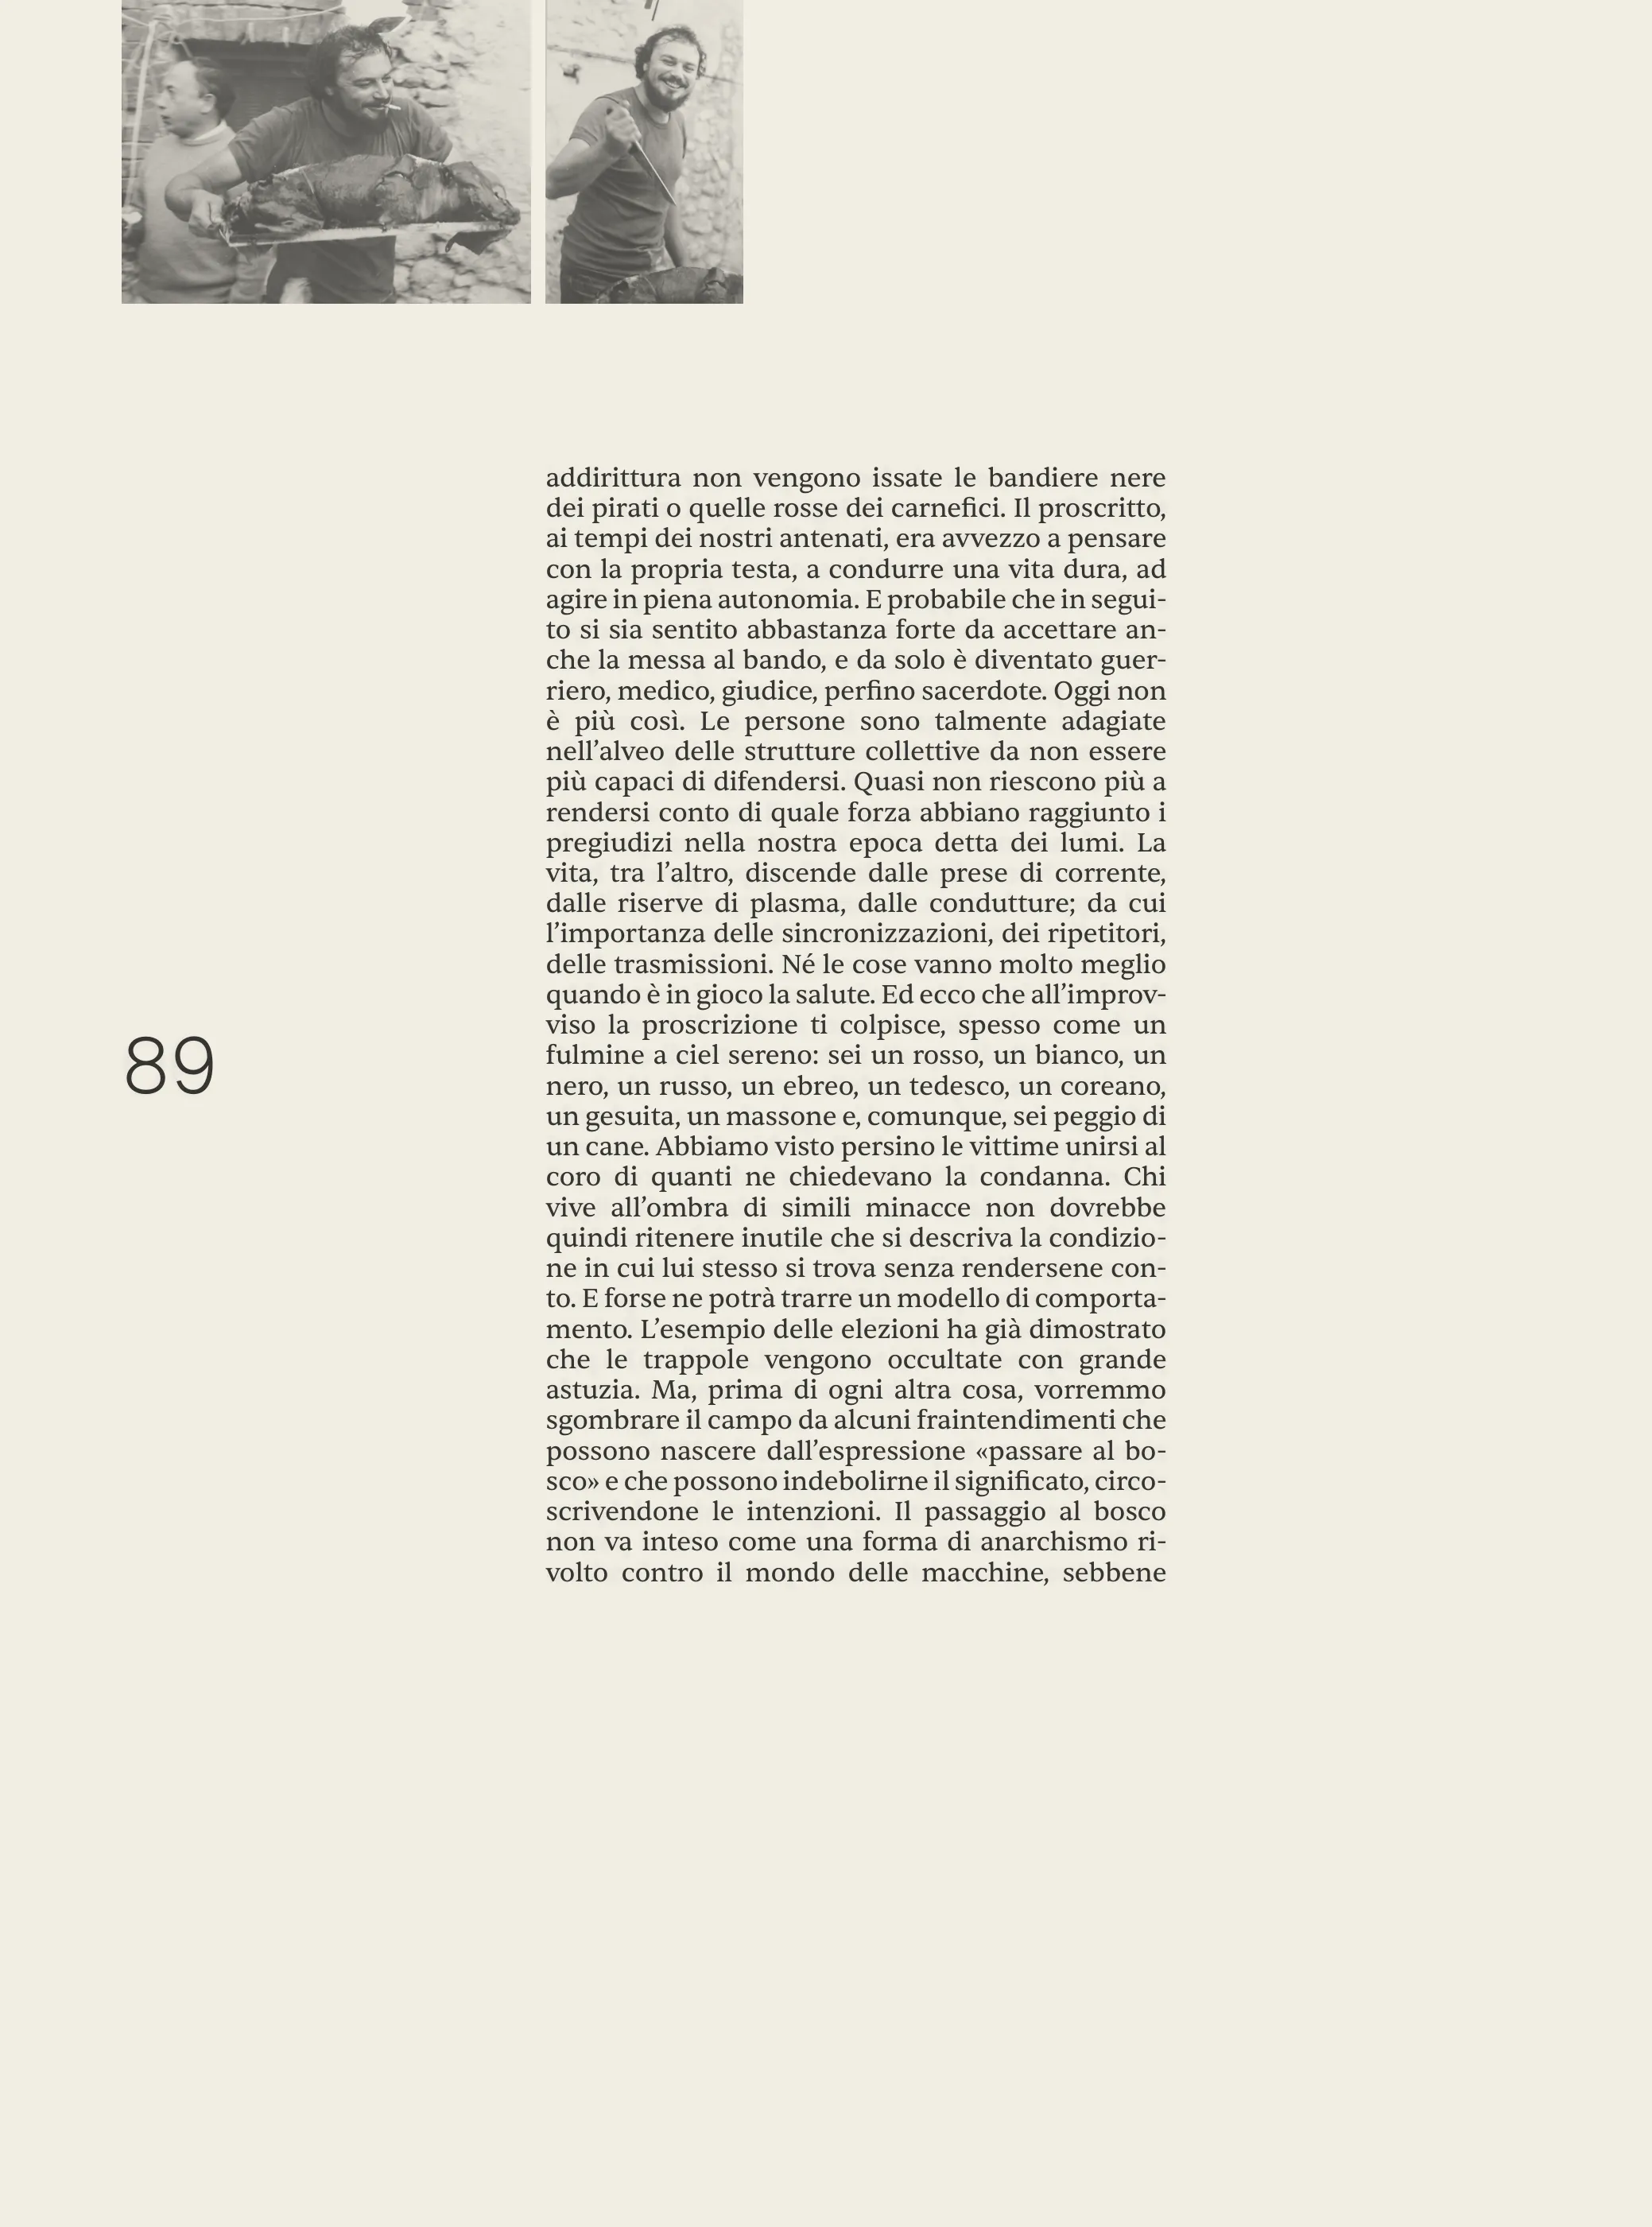 addirittura non vengono issate le bandiere nere
dei pirati o quelle rosse dei carnefici. Il proscritto,
ai tempi dei nostri antenati, era avvezzo a pensare
con la propria testa, a condurre una vita dura, ad
agire in piena autonomia. E probabile che in segui-
to si sia sentito abbastanza forte da accettare an-
che la messa al bando, e da solo è diventato guer-
riero, medico, giudice, perfino sacerdote. Oggi non
è più così. Le persone sono talmente adagiate
nell’alveo delle strutture collettive da non essere
più capaci di difendersi. Quasi non riescono più a
rendersi conto di quale forza abbiano raggiunto i
pregiudizi nella nostra epoca detta dei lumi. La
vita, tra l’altro, discende dalle prese di corrente,
dalle riserve di plasma, dalle condutture; da cui
l’importanza delle sincronizzazioni, dei ripetitori,
delle trasmissioni. Né le cose vanno molto meglio
quando è in gioco la salute. Ed ecco che all’improv-
viso la proscrizione ti colpisce, spesso come un
fulmine a ciel sereno: sei un rosso, un bianco, un
nero, un russo, un ebreo, un tedesco, un coreano,
un gesuita, un massone e, comunque, sei peggio di
un cane. Abbiamo visto persino le vittime unirsi al
coro di quanti ne chiedevano la condanna. Chi
vive all’ombra di simili minacce non dovrebbe
quindi ritenere inutile che si descriva la condizio-
ne in cui lui stesso si trova senza rendersene con-
to. E forse ne potrà trarre un modello di comporta-
mento. L’esempio delle elezioni ha già dimostrato
che le trappole vengono occultate con grande
astuzia. Ma, prima di ogni altra cosa, vorremmo
sgombrare il campo da alcuni fraintendimenti che
possono nascere dall’espressione «passare al bo-
sco» e che possono indebolirne il significato, circo-
scrivendone le intenzioni. Il passaggio al bosco
non va inteso come una forma di anarchismo ri-
volto contro il mondo delle macchine, sebbene
89